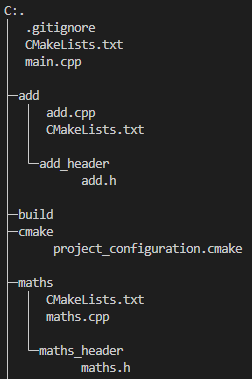 C:.
.gitignore
CMakeLists.txt
main.cpp
add
add.cpp
CMakeLists.txt
add_header
add.h
build
cmake
project_configuration.cmake
maths
CMakeLists.txt
maths.cpp
maths_header
maths.h